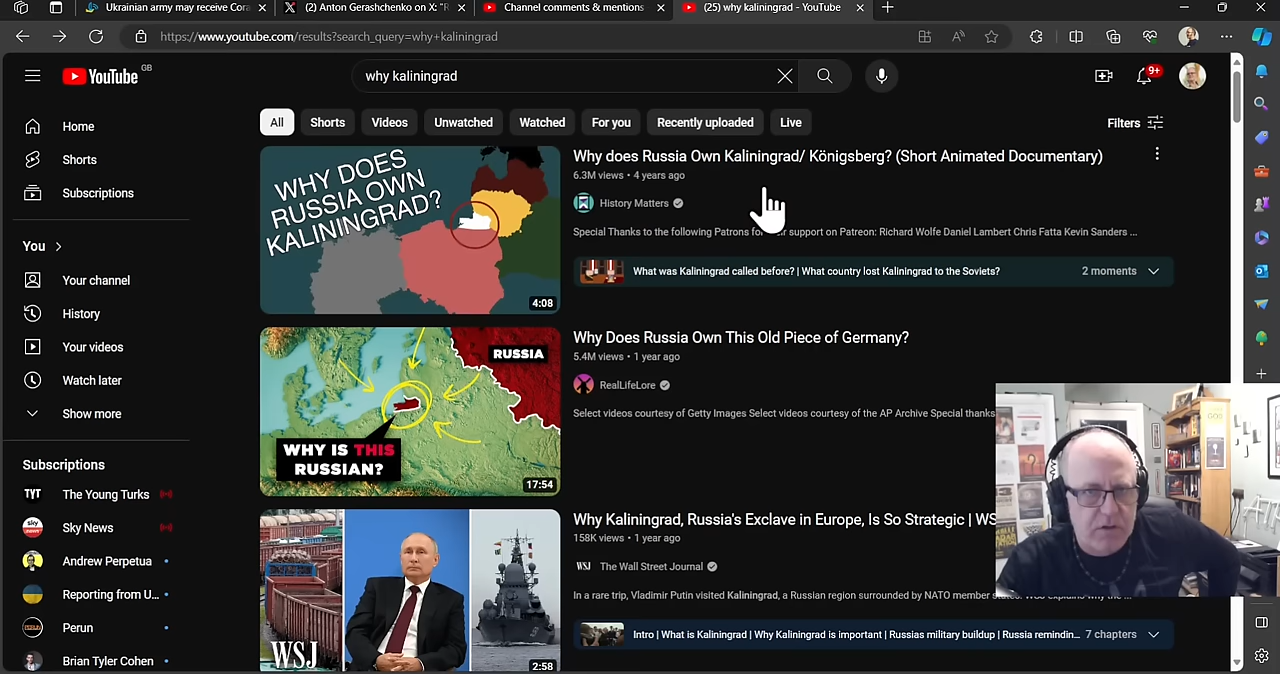 Ukrainian army may receive Cora
(2) Anton Gerashchenko on X: "R
Channel comments & mentions
(25) why kaliningrad - YouTube
https://www.youtube.com/results?search_query=why+kaliningrad
YouTube GB
why kaliningrad
9+
All
Shorts
Videos
Unwatched
Watched
For you
Recently uploaded
Live
Filters
Home
Shorts
Subscriptions
You
Your channel
History
Your videos
Watch later
Show more
Subscriptions
TYT
The Young Turks
sky news
Sky News
Andrew Perpetua
Reporting from U...
Perun
Brian Tyler Cohen
WHY DOES
RUSSIA OWN
KALININGRAD?
4:08
Why does Russia Own Kaliningrad/ Königsberg? (Short Animated Documentary)
6.3M views • 4 years ago
History Matters
Special Thanks to the following Patrons for their support on Patreon: Richard Wolfe Daniel Lambert Chris Fatta Kevin Sanders ...
What was Kaliningrad called before? | What country lost Kaliningrad to the Soviets?
2 moments
RUSSIA
WHY IS THIS
RUSSIAN?
17:54
Why Does Russia Own This Old Piece of Germany?
5.4M views • 1 year ago
RealLifeLore
Select videos courtesy of Getty Images Select videos courtesy of the AP Archive Special thanks
WSJ
2:58
Why Kaliningrad, Russia's Exclave in Europe, Is So Strategic | WS
158K views • 1 year ago
WSJ
The Wall Street Journal
In a rare trip, Vladimir Putin visited Kaliningrad, a Russian region surrounded by NATO member
Intro | What is Kaliningrad | Why Kaliningrad is important | Russias military buildup | Russia remindin...
7 chapters